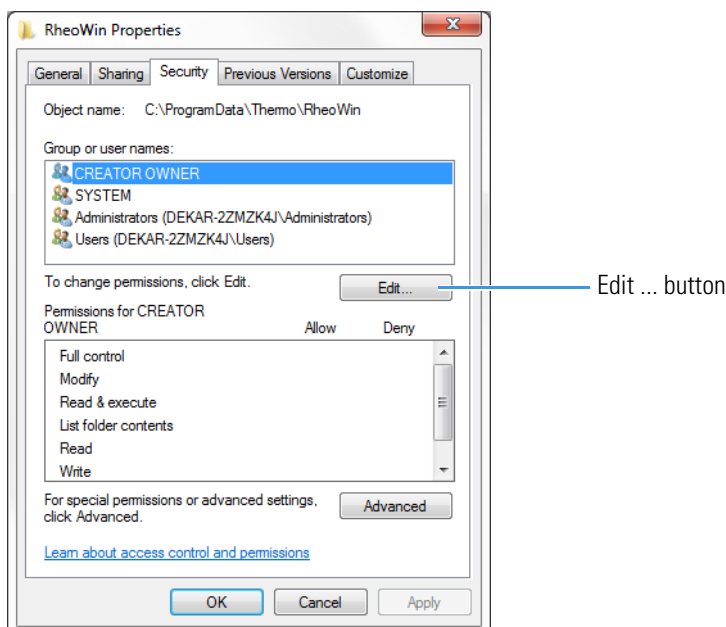 RheoWin Properties
General Sharing Security Previous Versions Customize
Object name: C:\ProgramData\Thermo\RheoWin
Group or user names:
CREATOR OWNER
SYSTEM
Administrators (DEKAR-2ZMZK4J\Administrators)
Users (DEKAR-2ZMZK4J\Users)
To change permissions, click Edit.
Edit...
Edit ... button
Permissions for CREATOR
OWNER Allow Deny
Full control
Modify
Read & execute
List folder contents
Read
Write
For special permissions or advanced settings,
click Advanced.
Advanced
Learn about access control and permissions
OK Cancel Apply